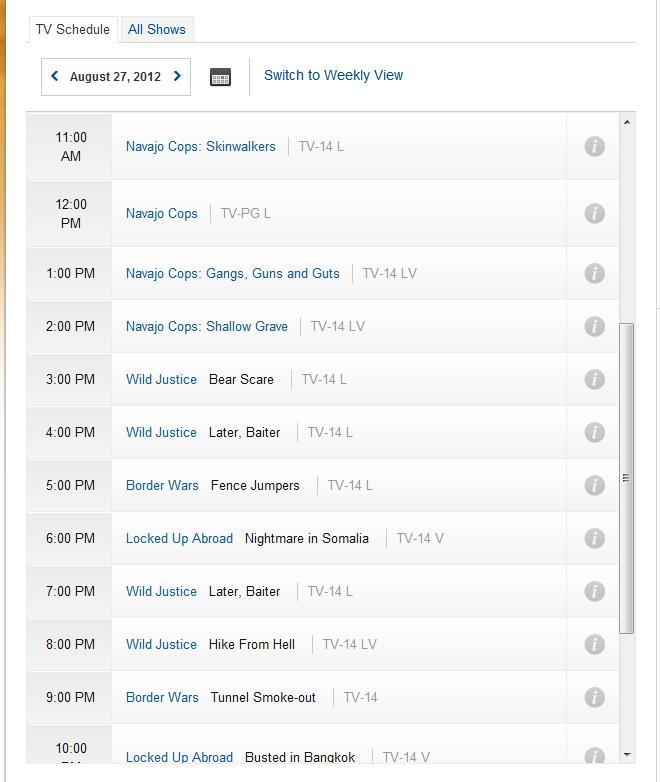 TV Schedule All Shows
August 27, 2012 Switch to Weekly View
11:00
AM
Navajo Cops: Skinwalkers TV-14 L
12:00
PM
Navajo Cops TV-PG L
1:00 PM Navajo Cops: Gangs, Guns and Guts TV-14 LV
2:00 PM Navajo Cops: Shallow Grave TV-14 LV
3:00 PM Wild Justice Bear Scare TV-14 L
4:00 PM Wild Justice Later, Baiter TV-14 L
5:00 PM Border Wars Fence Jumpers TV-14 L
6:00 PM Locked Up Abroad Nightmare in Somalia TV-14 V
7:00 PM Wild Justice Later, Baiter TV-14 L
8:00 PM Wild Justice Hike From Hell TV-14 LV
9:00 PM Border Wars Tunnel Smoke-out TV-14
10:00
PM
Locked Up Abroad Busted in Bangkok TV-14 V